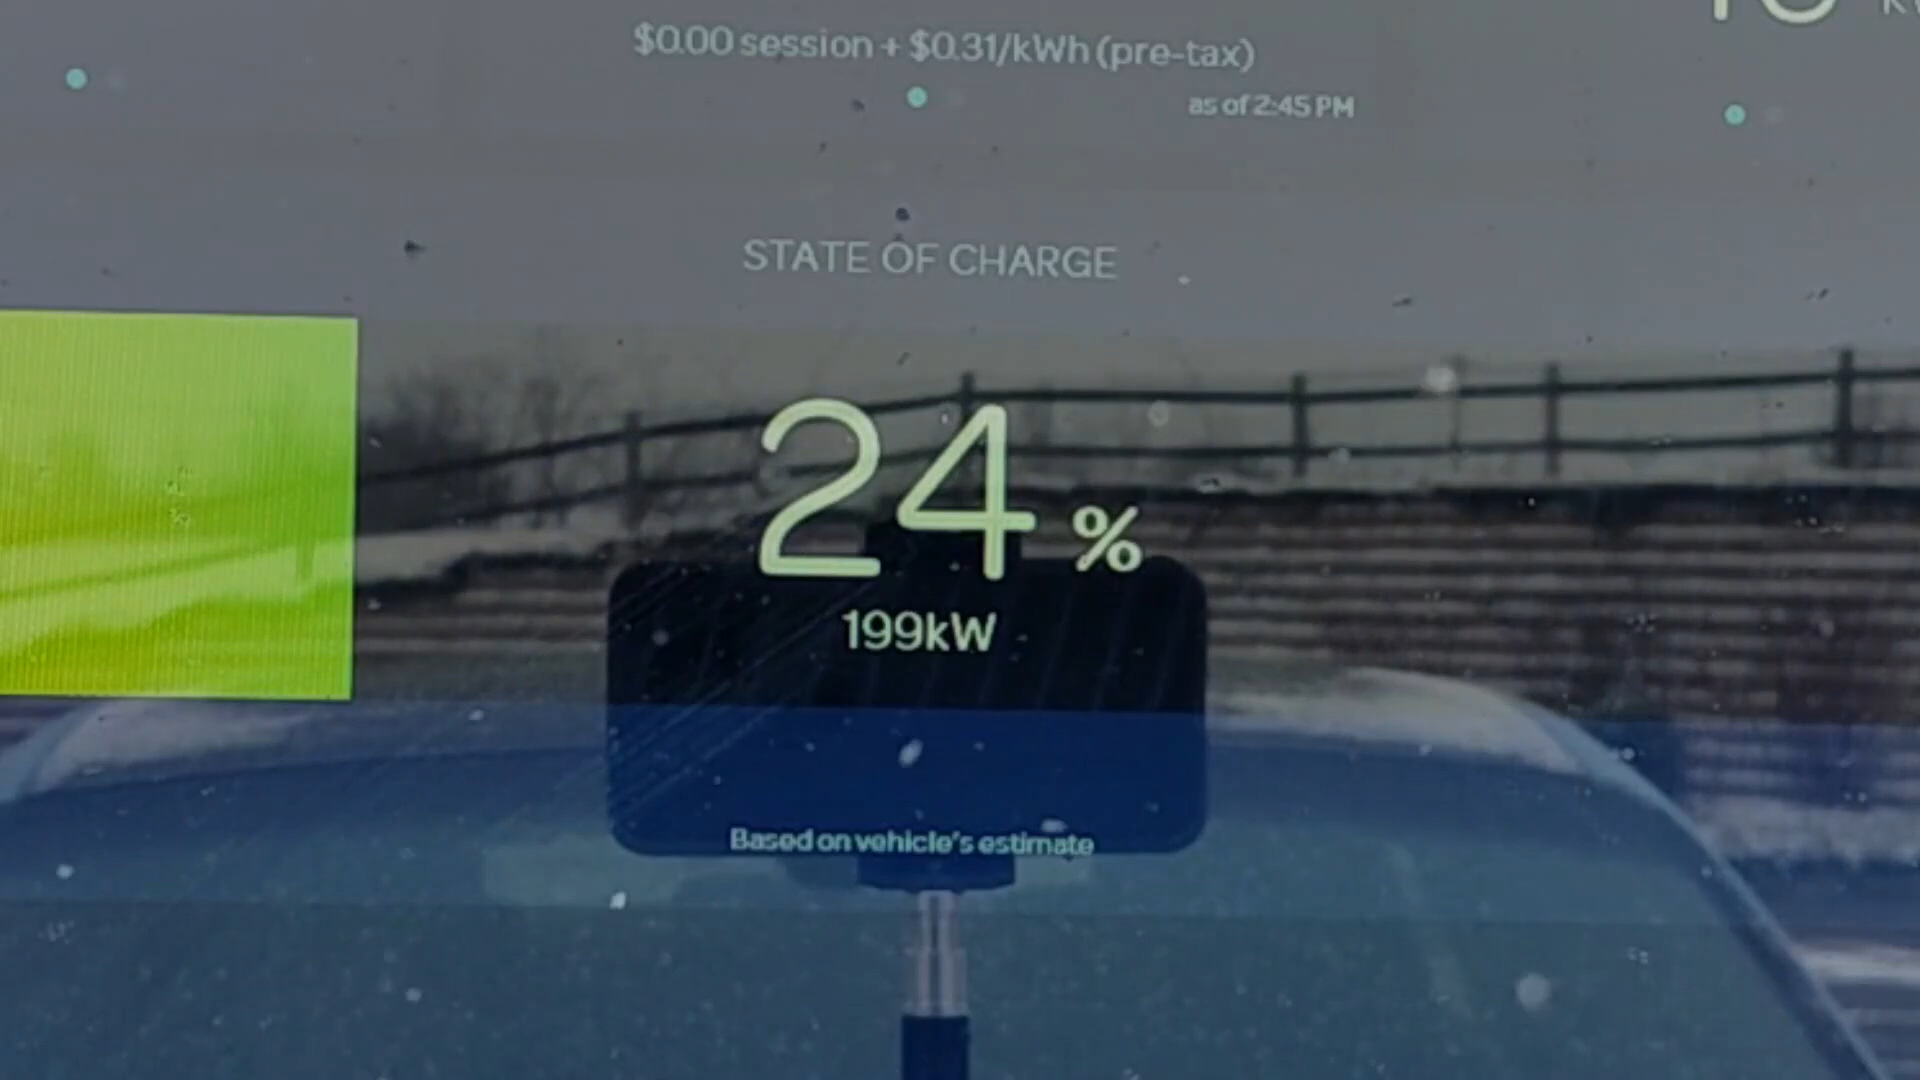 $0.00 session + $0.31/kWh (pre-tax)
as of 2:45 PM
STATE OF CHARGE
24 %
199kW
Based on vehicle's estimate